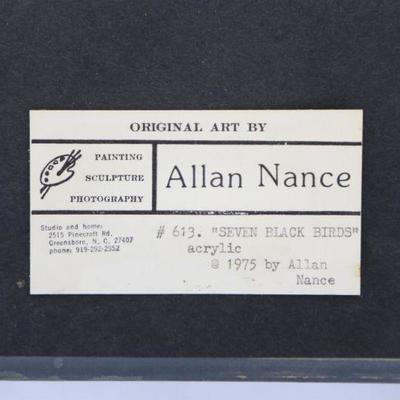 ORIGINAL ART BY
PAINTING
SCULPTURE
PHOTOGRAPHY
Allan Nance
Studio and home:
2515 Pinecroft Rd.
Greensboro, N. C. 27407
phone: 919-292-2952
# 613. "SEVEN BLACK BIRDS"
acrylic
@ 1975 by Allan
Nance